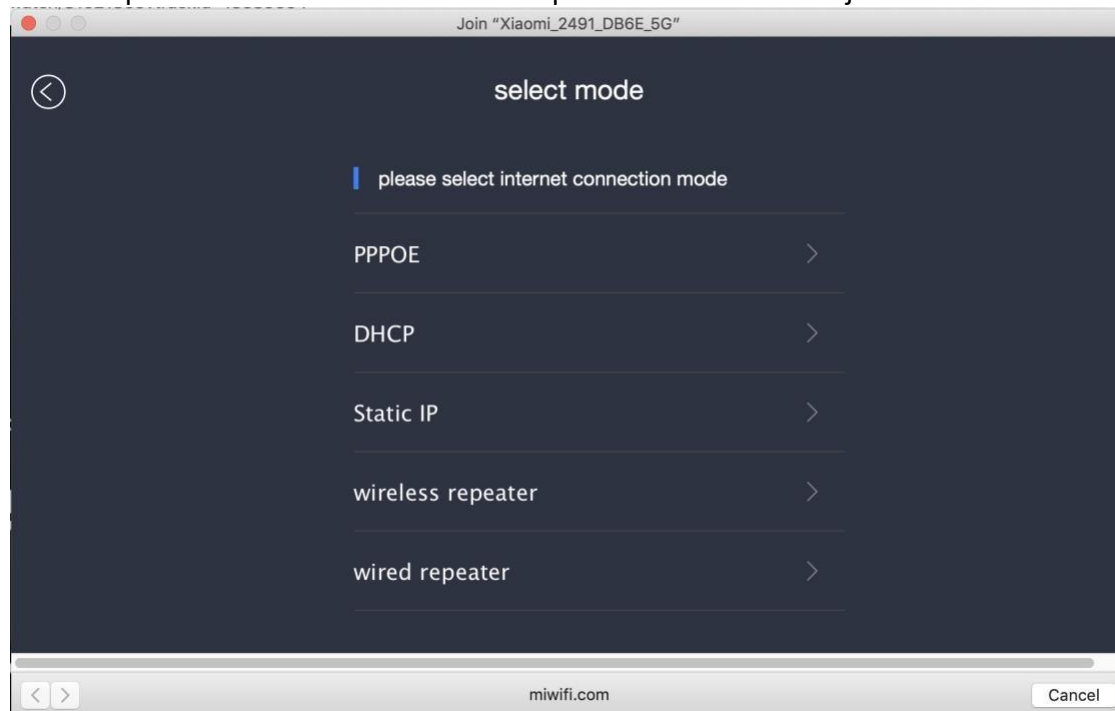 Join “Xiaomi_2491_DB6E_5G”
select mode
please select internet connection mode
PPPOE
DHCP
Static IP
wireless repeater
wired repeater
miwifi.com
Cancel